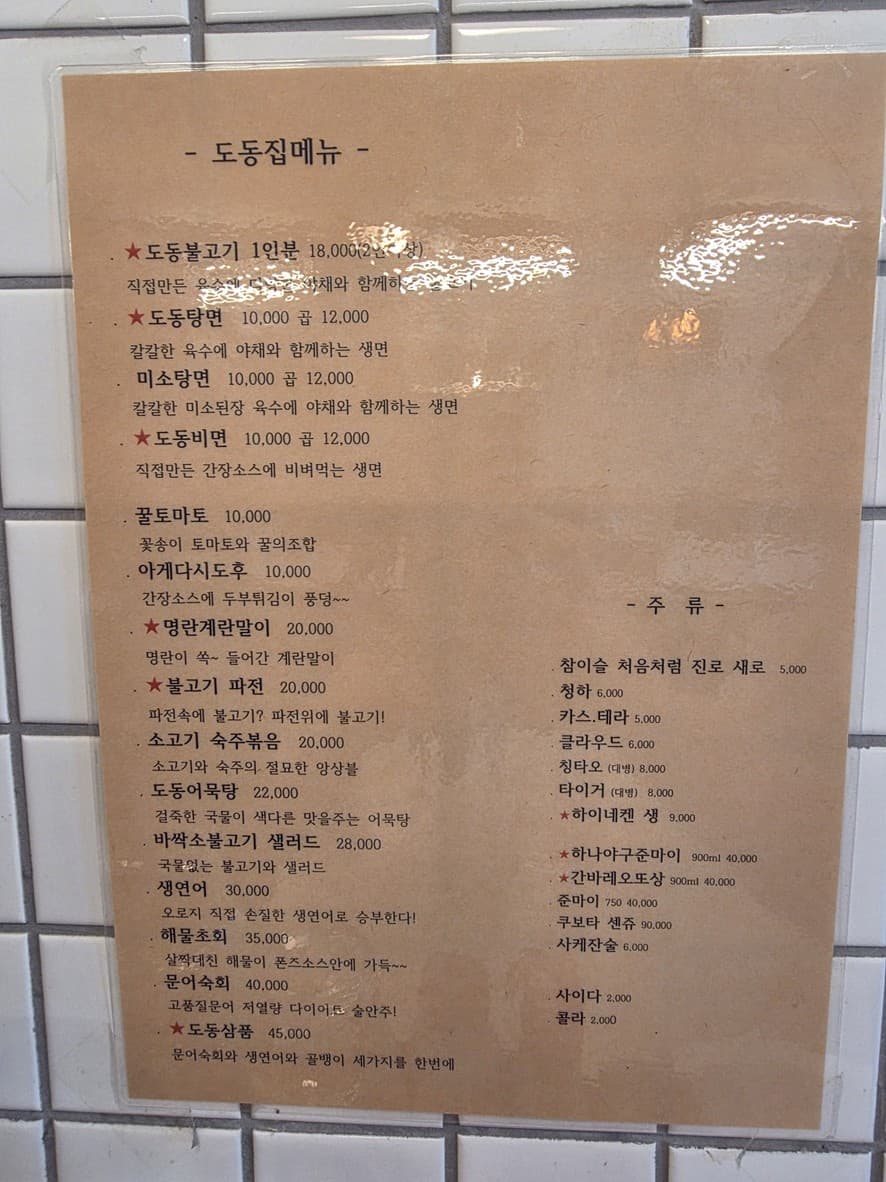 - 도동집메뉴 -
. ★도동불고기 1인분 18,000(2인이상)
직접만든 육수에 야채와 함께하
. ★도동탕면 10,000 곱 12,000
칼칼한 육수에 야채와 함께하는 생면
. 미소탕면 10,000 곱 12,000
칼칼한 미소된장 육수에 야채와 함께하는 생면
. ★도동비면 10,000 곱 12,000
직접만든 간장소스에 비벼먹는 생면
. 꿀토마토 10,000
꽃송이 토마토와 꿀의조합
. 아게다시도후 10,000
간장소스에 두부튀김이 풍덩~~
. ★명란계란말이 20,000
명란이 쏙~ 들어간 계란말이
. ★불고기 파전 20,000
파전속에 불고기? 파전위에 불고기!
. 소고기 숙주볶음 20,000
소고기와 숙주의 절묘한 앙상블
. 도동어묵탕 22,000
걸죽한 국물이 색다른 맛을주는 어묵탕
. 바싹소불고기 샐러드 28,000
국물없는 불고기와 샐러드
. 생연어 30,000
오로지 직접 손질한 생연어로 승부한다!
. 해물초회 35,000
살짝데친 해물이 폰즈소스안에 가득~~
. 문어숙회 40,000
고품질문어 저열량 다이어트 술안주!
. ★도동삼품 45,000
문어숙회와 생연어와 골뱅이 세가지를 한번에
- 주 류 -
. 참이슬 처음처럼 진로 새로 5,000
. 청하 6,000
. 카스.테라 5,000
. 클라우드 6,000
. 칭타오 (대병) 8,000
. 타이거 (대병) 8,000
. ★하이네켄 생 9,000
. ★하나야구준마이 900ml 40,000
. ★간바레오또상 900ml 40,000
. 준마이 750 40,000
. 쿠보타 센쥬 90,000
. 사케잔술 6,000
. 사이다 2,000
. 콜라 2,000